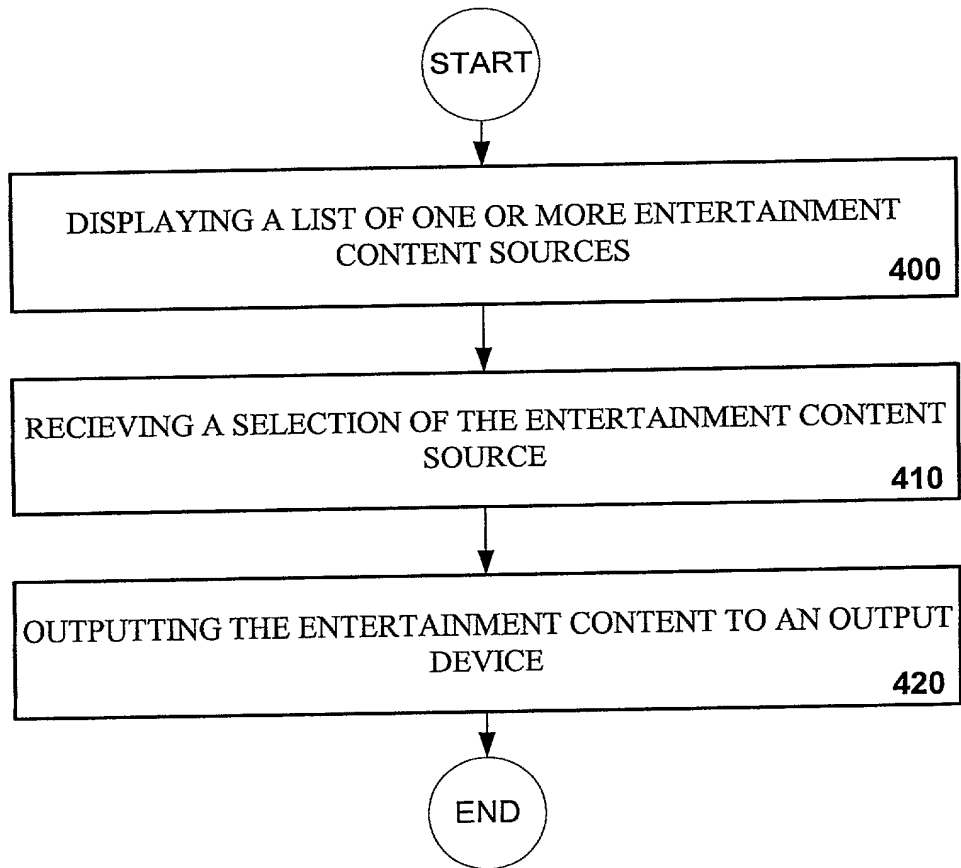 START
DISPLAYING A LIST OF ONE OR MORE ENTERTAINMENT
CONTENT SOURCES
400
RECIEVING A SELECTION OF THE ENTERTAINMENT CONTENT
SOURCE
410
OUTPUTTING THE ENTERTAINMENT CONTENT TO AN OUTPUT
DEVICE
420
END